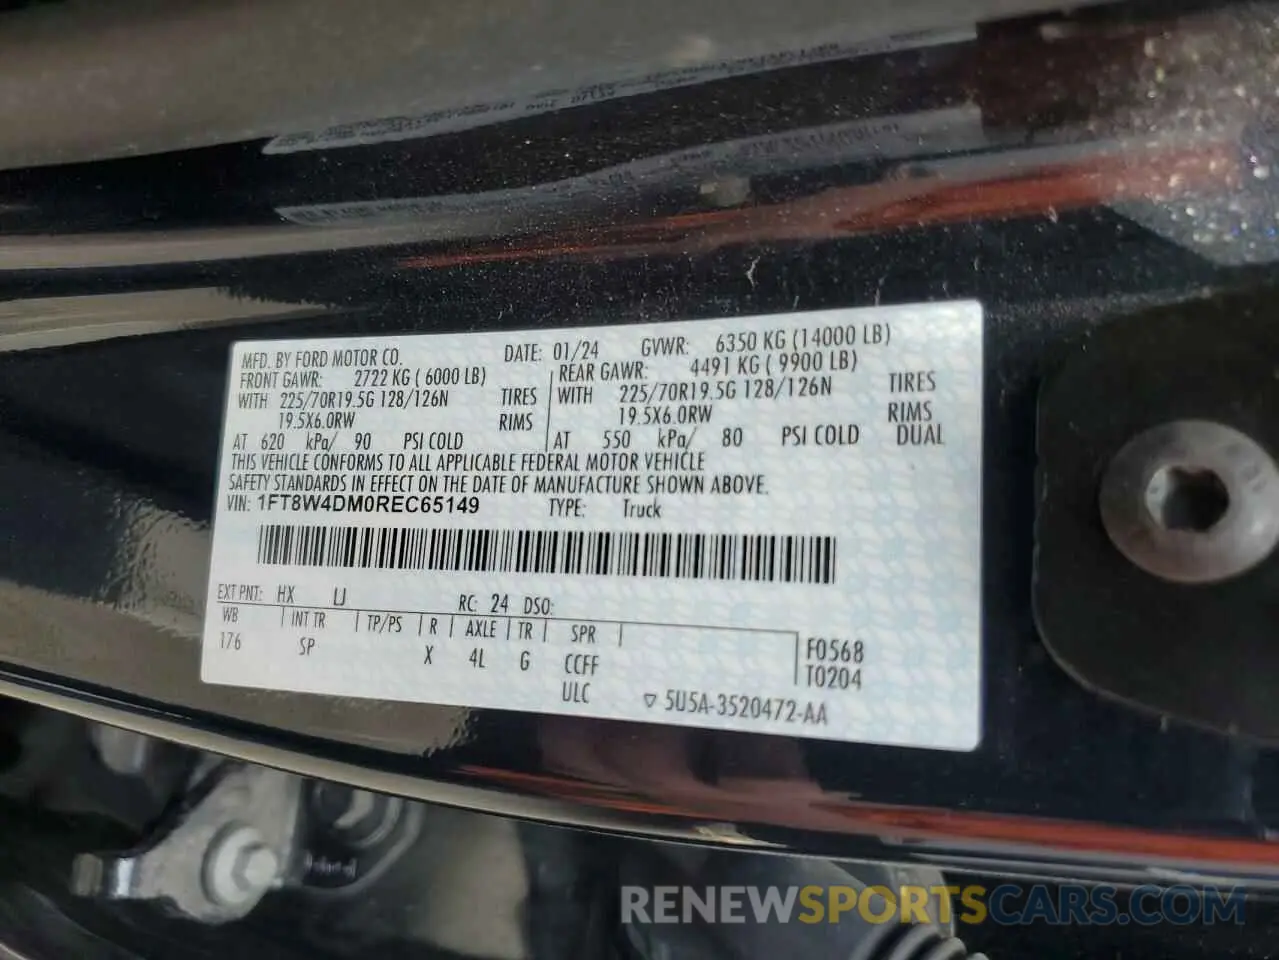 MFD. BY FORD MOTOR CO. DATE: 01/24 GVWR: 6350 KG (14000 LB)
FRONT GAWR: 2722 KG ( 6000 LB) REAR GAWR: 4491 KG ( 9900 LB)
WITH 225/70R19.5G 128/126N TIRES WITH 225/70R19.5G 128/126N TIRES
19.5X6.0RW RIMS 19.5X6.0RW RIMS
AT 620 kPa/ 90 PSI COLD AT 550 kPa/ 80 PSI COLD DUAL
THIS VEHICLE CONFORMS TO ALL APPLICABLE FEDERAL MOTOR VEHICLE
SAFETY STANDARDS IN EFFECT ON THE DATE OF MANUFACTURE SHOWN ABOVE.
VIN: 1FT8W4DM0REC65149 TYPE: Truck
EXT PNT: HX LJ RC: 24 DSO:
WB INT TR TP/PS R AXLE TR SPR F0568
176 SP X 4L G CCFF T0204
ULC ▽ 5U5A-3520472-AA
RENEWSPORTSCARS.COM